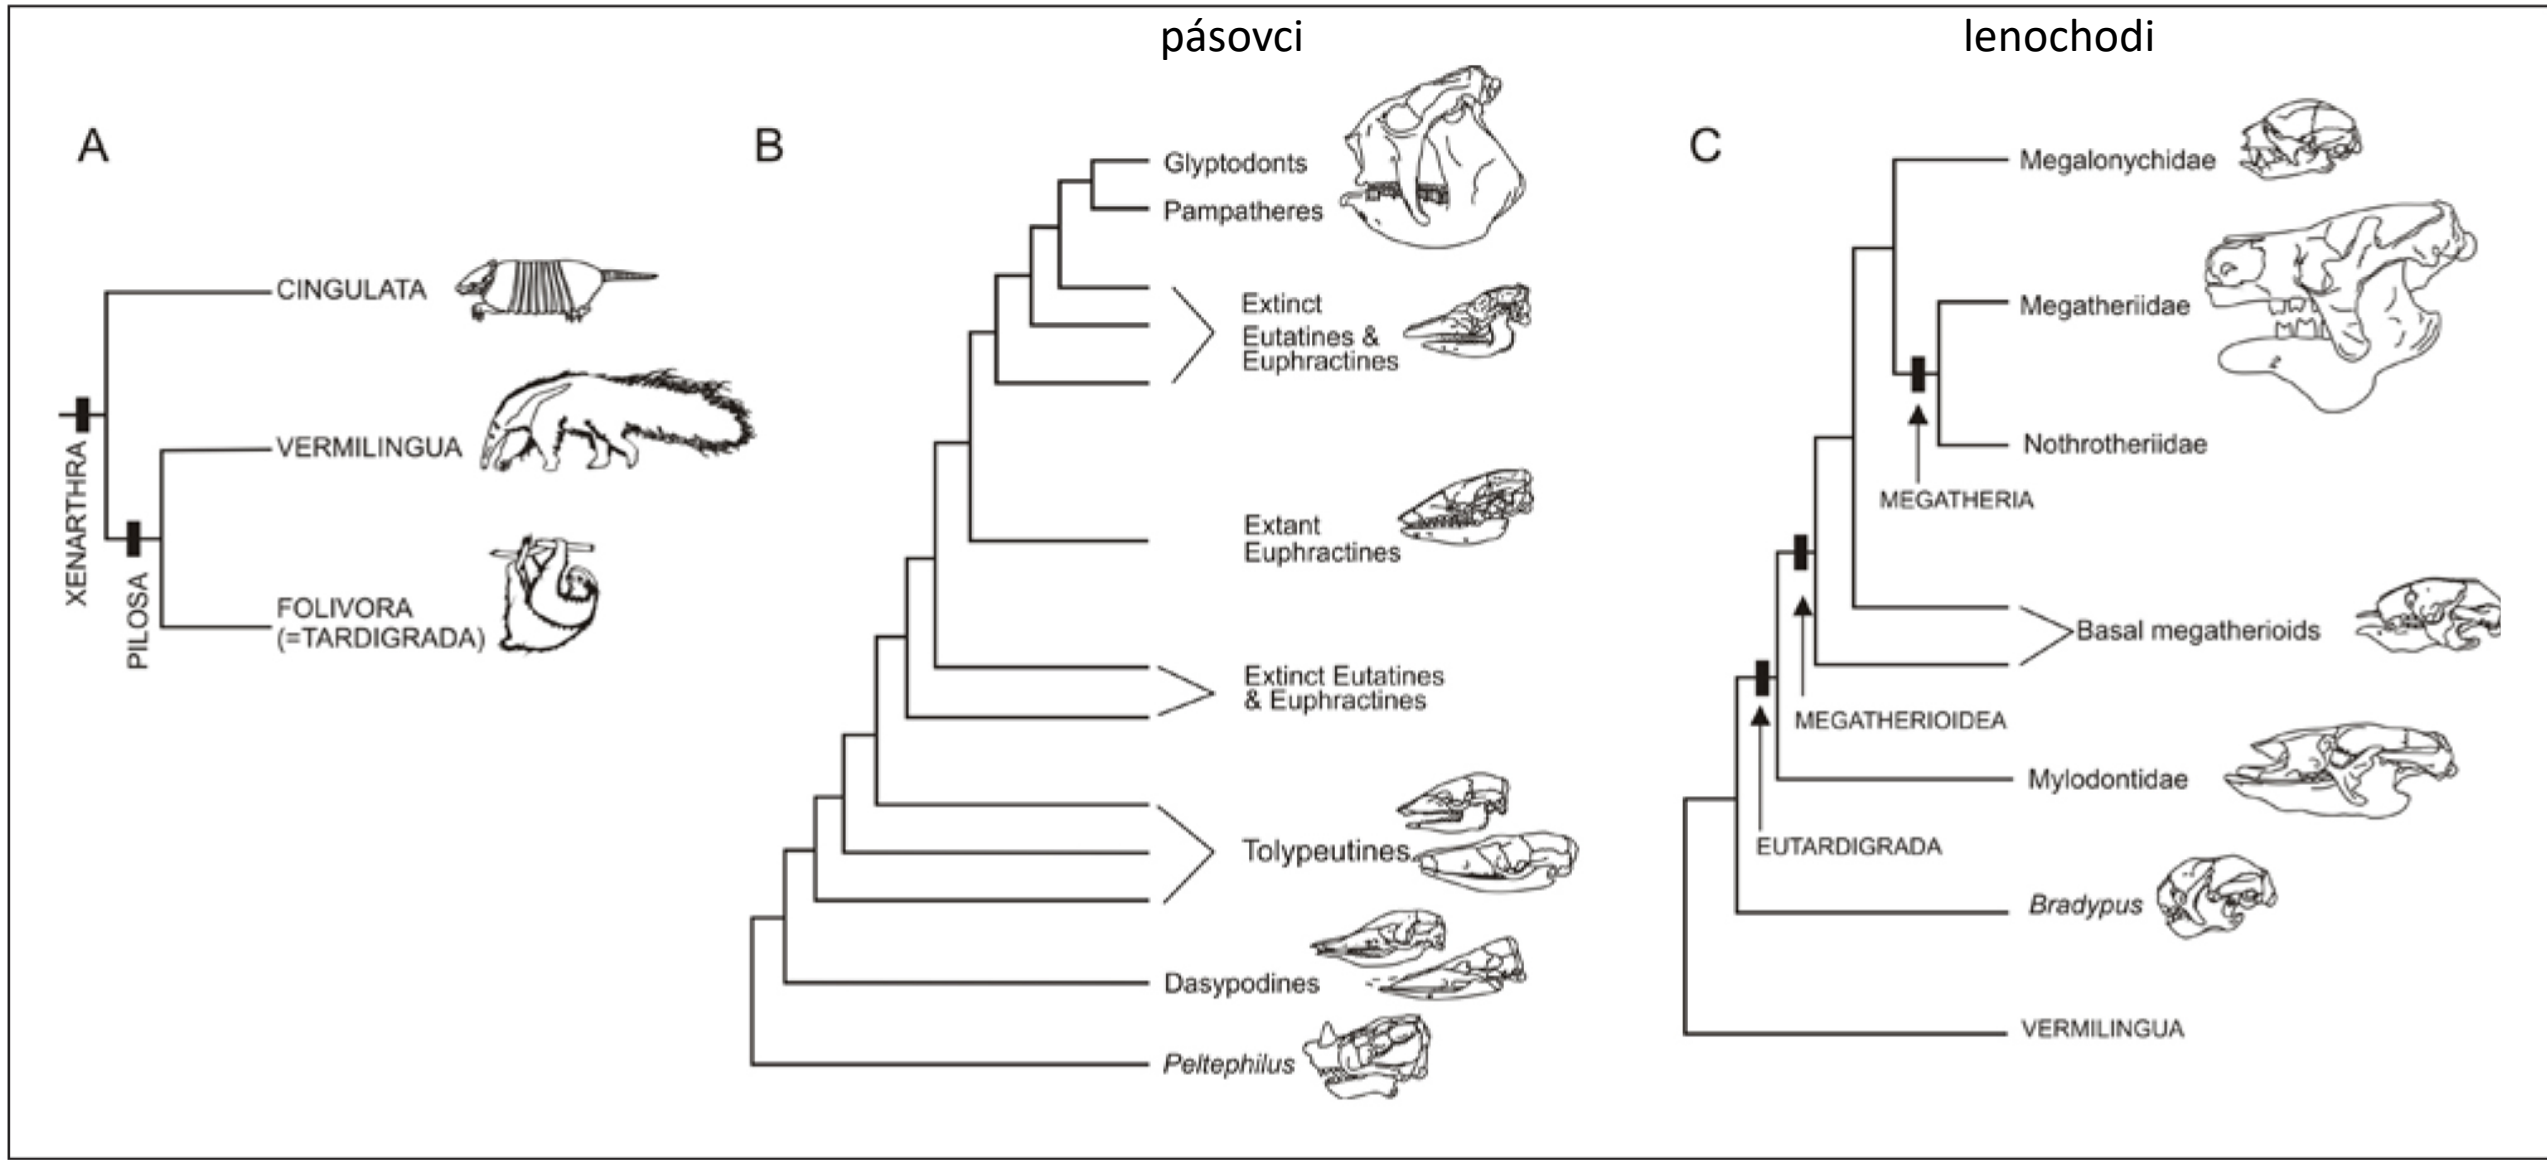 pásovci
lenochodi
A
CINGULATA
VERMILINGUA
FOLIVORA
(=TARDIGRADA)
XENARTHRA
PILOSA
B
Glyptodonts
Pampatheres
Extinct
Eutatines &
Euphractines
Extant
Euphractines
Extinct Eutatines
& Euphractines
Tolypeutines
Dasypodines
Peltephilus
C
Megalonychidae
Megatheriidae
Nothrotheriidae
MEGATHERIA
Basal megatherioids
MEGATHERIOIDEA
Mylodontidae
EUTARDIGRADA
Bradypus
VERMILINGUA